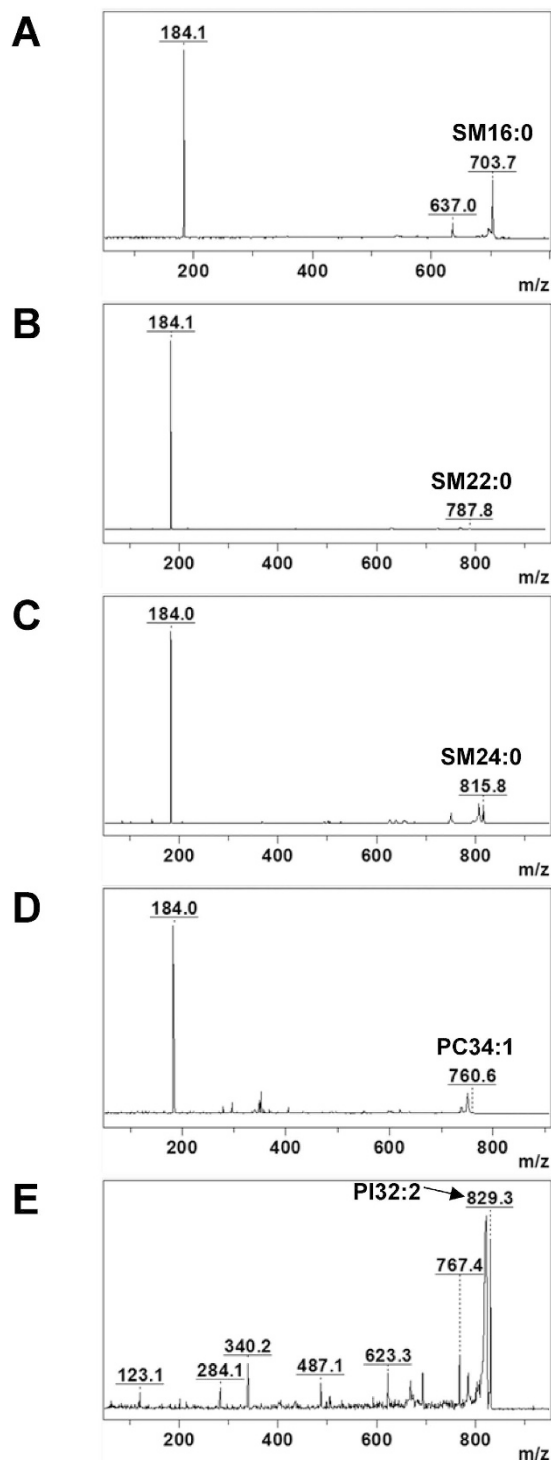 A
184.1
SM16:0
703.7
637.0
200 400 600 m/z
B
184.1
SM22:0
787.8
200 400 600 800 m/z
C
184.0
SM24:0
815.8
200 400 600 800 m/z
D
184.0
PC34:1
760.6
200 400 600 800 m/z
E
PI32:2 829.3
767.4
340.2
623.3
284.1
487.1
123.1
200 400 600 800 m/z